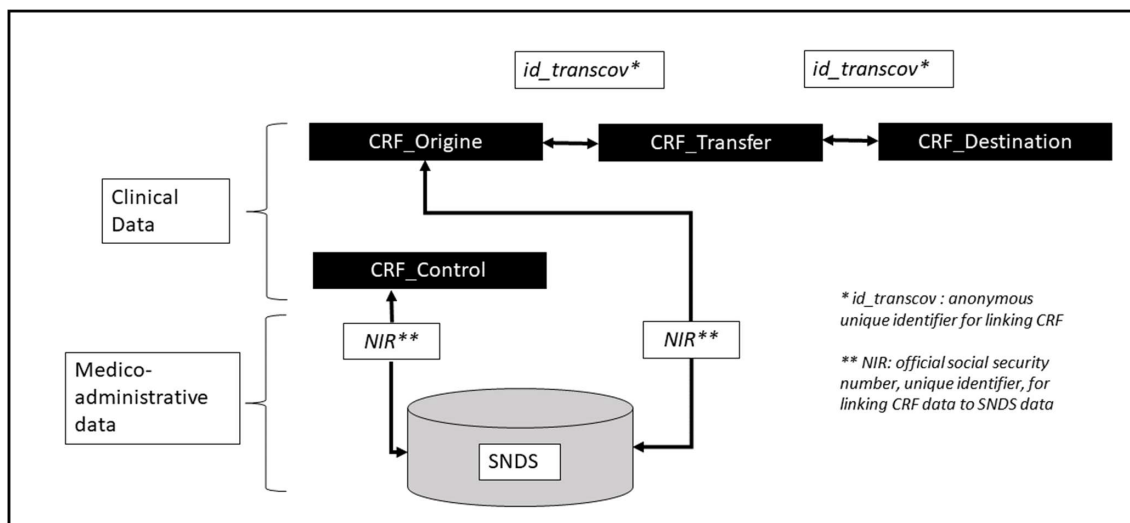 id_transcov*
id_transcov*
CRF_Origine
CRF_Transfer
CRF_Destination
Clinical
Data
CRF_Control
* id_transcov : anonymous
unique identifier for linking CRF
NIR**
NIR**
** NIR: official social security
number, unique identifier, for
linking CRF data to SNDS data
Medico-
administrative
data
SNDS